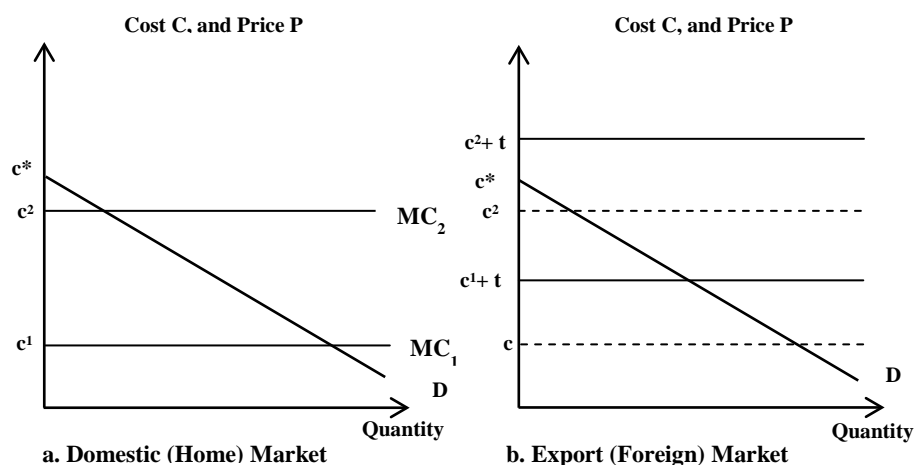 Cost C, and Price P
c*
c²
MC₂
c¹
MC₁
D
Quantity
a. Domestic (Home) Market
Cost C, and Price P
c²+ t
c*
c²
c¹+ t
c
D
Quantity
b. Export (Foreign) Market